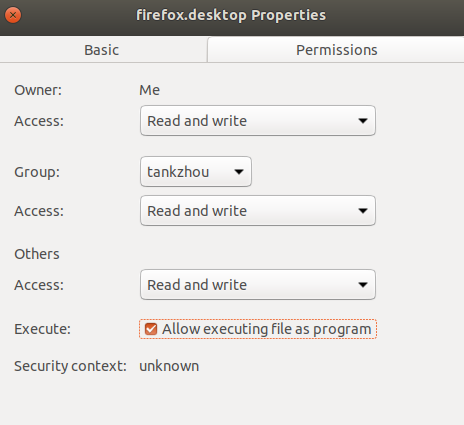 firefox.desktop Properties
Basic Permissions
Owner: Me
Access: Read and write
Group: tankzhou
Access: Read and write
Others
Access: Read and write
Execute: Allow executing file as program
Security context: unknown